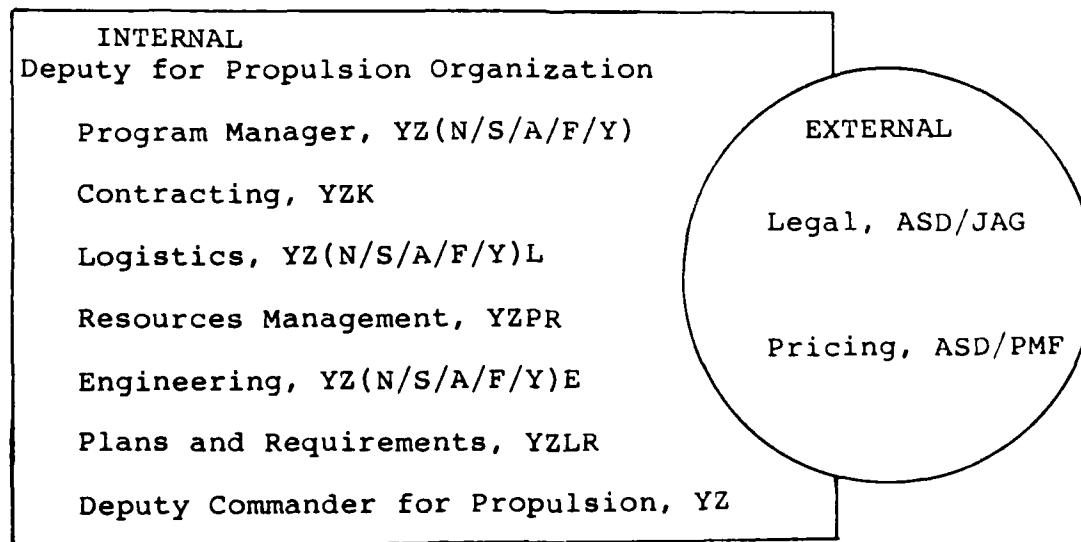 INTERNAL
Deputy for Propulsion Organization
Program Manager, YZ(N/S/A/F/Y)
Contracting, YZK
Logistics, YZ(N/S/A/F/Y)L
Resources Management, YZPR
Engineering, YZ(N/S/A/F/Y)E
Plans and Requirements, YZLR
Deputy Commander for Propulsion, YZ
EXTERNAL
Legal, ASD/JAG
Pricing, ASD/PMF